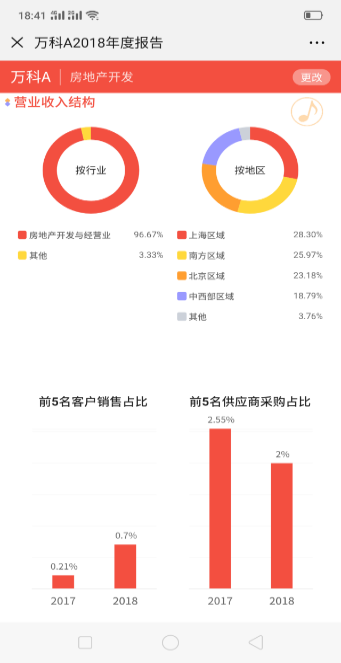 18:41
万科A2018年度报告
万科A 房地产开发 更改
营业收入结构
按行业
房地产开发与经营业 96.67%
其他 3.33%
按地区
上海区域 28.30%
南方区域 25.97%
北京区域 23.18%
中西部区域 18.79%
其他 3.76%
前5名客户销售占比
0.21%
0.7%
2017 2018
前5名供应商采购占比
2.55%
2%
2017 2018